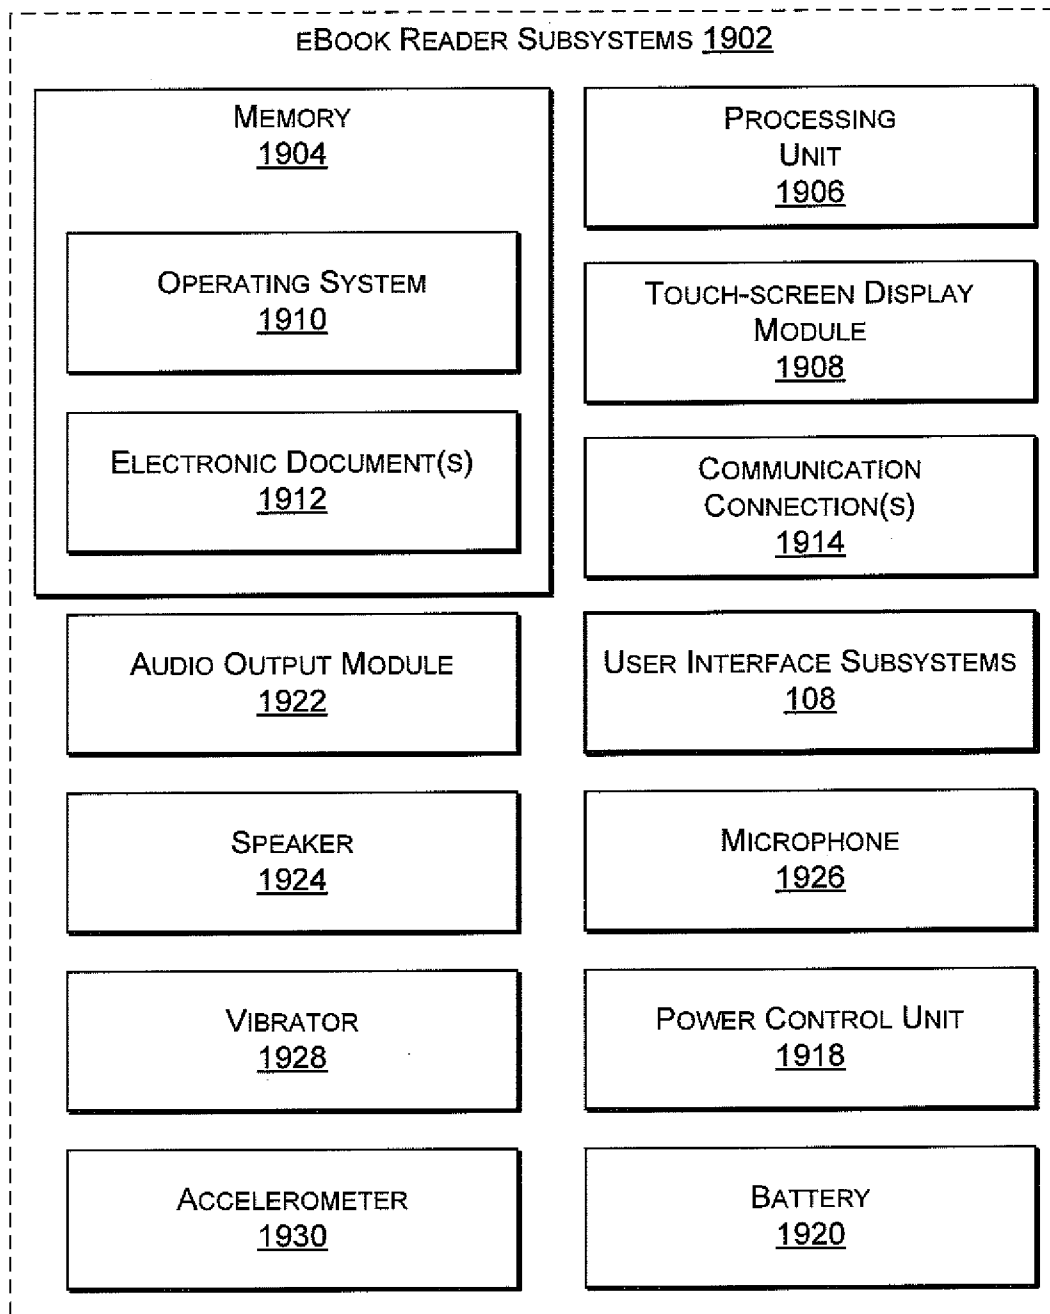 eBook Reader Subsystems 1902
Memory
1904
Operating System
1910
Electronic Document(s)
1912
Processing
Unit
1906
Touch-screen Display
Module
1908
Communication
Connection(s)
1914
Audio Output Module
1922
User Interface Subsystems
108
Speaker
1924
Microphone
1926
Vibrator
1928
Power Control Unit
1918
Accelerometer
1930
Battery
1920